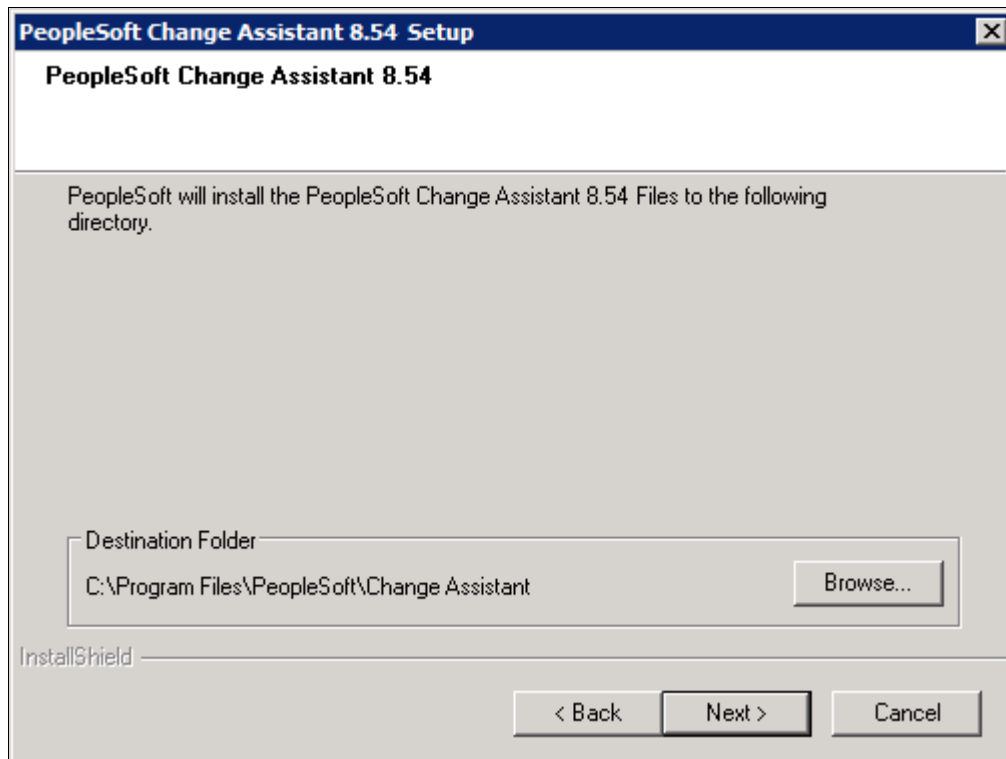 PeopleSoft Change Assistant 8.54 Setup
PeopleSoft Change Assistant 8.54
PeopleSoft will install the PeopleSoft Change Assistant 8.54 Files to the following
directory.
Destination Folder
C:\Program Files\PeopleSoft\Change Assistant
Browse...
InstallShield
< Back
Next >
Cancel